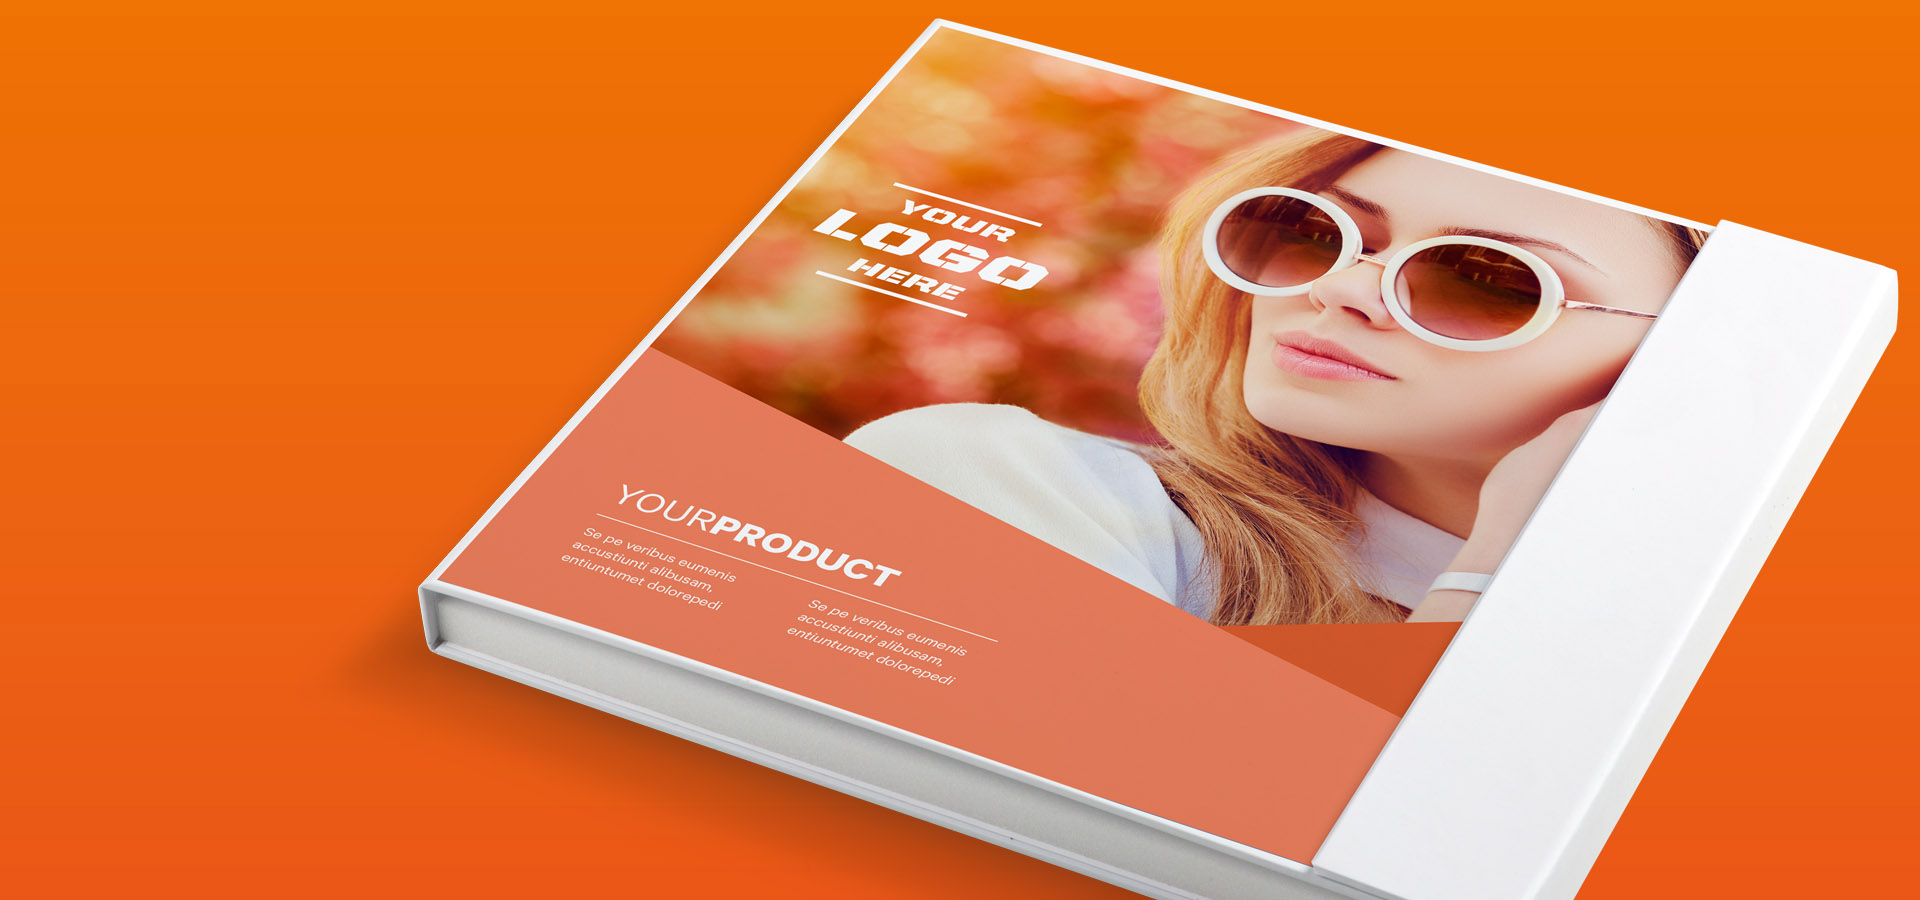 YOUR
LOGO
HERE
YOURPRODUCT
Se pe veribus eumenis
accustiunti alibusam,
entiuntumet dolorepedi
Se pe veribus eumenis
accustiunti alibusam,
entiuntumet dolorepedi